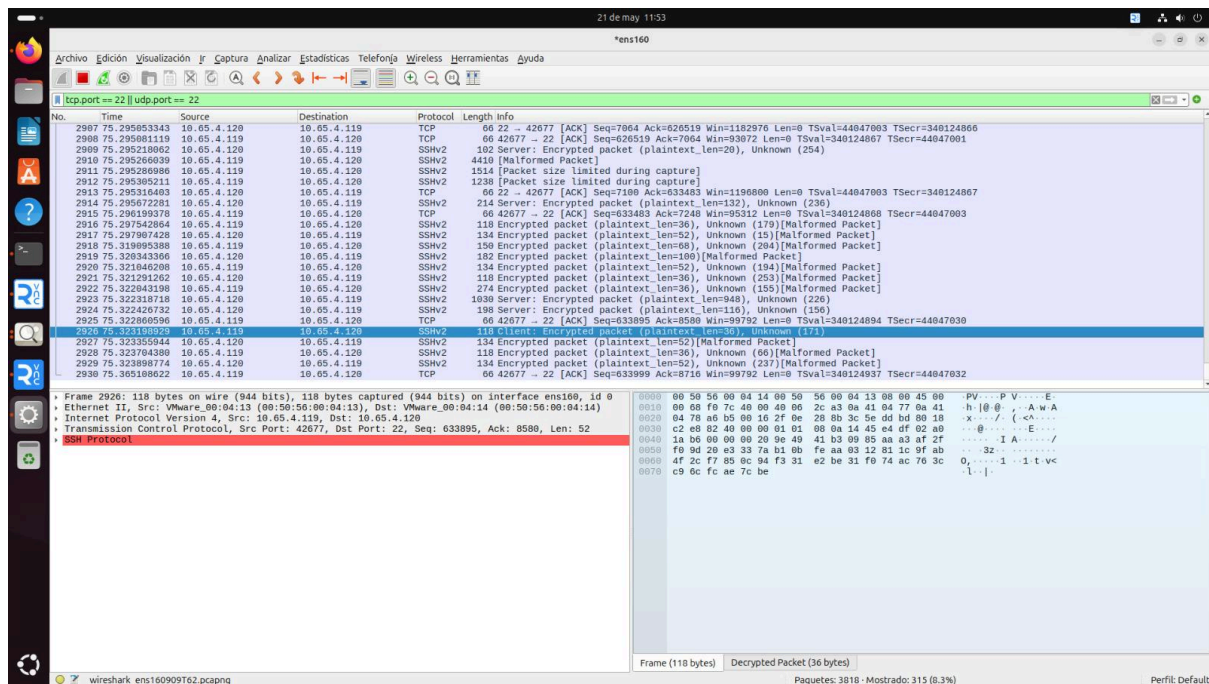 21 de may 11:53
*ens160
Archivo Edición Visualización Ir Captura Analizar Estadísticas Telefonía Wireless Herramientas Ayuda
tcp.port == 22 || udp.port == 22
No. Time Source Destination Protocol Length Info
2907 75.295053343 10.65.4.120 10.65.4.119 TCP 66 22 → 42677 [ACK] Seq=7064 Ack=626519 Win=1182976 Len=0 TSval=44047003 TSecr=340124866
2908 75.295081119 10.65.4.119 10.65.4.120 TCP 66 42677 → 22 [ACK] Seq=626519 Ack=7064 Win=93072 Len=0 TSval=340124867 TSecr=44047001
2909 75.295218062 10.65.4.120 10.65.4.119 SSHv2 102 Server: Encrypted packet (plaintext_len=20), Unknown (254)
2910 75.295266039 10.65.4.119 10.65.4.120 SSHv2 4410 [Malformed Packet]
2911 75.295286986 10.65.4.119 10.65.4.120 SSHv2 1514 [Packet size limited during capture]
2912 75.295305211 10.65.4.119 10.65.4.120 SSHv2 1238 [Packet size limited during capture]
2913 75.295316403 10.65.4.120 10.65.4.119 TCP 66 22 → 42677 [ACK] Seq=7100 Ack=633483 Win=1196800 Len=0 TSval=44047003 TSecr=340124867
2914 75.295672281 10.65.4.120 10.65.4.119 SSHv2 214 Server: Encrypted packet (plaintext_len=132), Unknown (236)
2915 75.296199378 10.65.4.119 10.65.4.120 TCP 66 42677 → 22 [ACK] Seq=633483 Ack=7248 Win=95312 Len=0 TSval=340124868 TSecr=44047003
2916 75.297542864 10.65.4.119 10.65.4.120 SSHv2 118 Encrypted packet (plaintext_len=36), Unknown (179)[Malformed Packet]
2917 75.297907428 10.65.4.119 10.65.4.120 SSHv2 134 Encrypted packet (plaintext_len=52), Unknown (15)[Malformed Packet]
2918 75.319095388 10.65.4.119 10.65.4.120 SSHv2 150 Encrypted packet (plaintext_len=68), Unknown (204)[Malformed Packet]
2919 75.320343366 10.65.4.119 10.65.4.120 SSHv2 182 Encrypted packet (plaintext_len=100)[Malformed Packet]
2920 75.321046208 10.65.4.119 10.65.4.120 SSHv2 134 Encrypted packet (plaintext_len=52), Unknown (194)[Malformed Packet]
2921 75.321291262 10.65.4.119 10.65.4.120 SSHv2 118 Encrypted packet (plaintext_len=36), Unknown (253)[Malformed Packet]
2922 75.322043198 10.65.4.119 10.65.4.120 SSHv2 274 Encrypted packet (plaintext_len=36), Unknown (155)[Malformed Packet]
2923 75.322318718 10.65.4.120 10.65.4.119 SSHv2 1030 Server: Encrypted packet (plaintext_len=948), Unknown (226)
2924 75.322426732 10.65.4.120 10.65.4.119 SSHv2 198 Server: Encrypted packet (plaintext_len=116), Unknown (156)
2925 75.322860596 10.65.4.119 10.65.4.120 TCP 66 42677 → 22 [ACK] Seq=633895 Ack=8580 Win=99792 Len=0 TSval=340124894 TSecr=44047030
2926 75.323198929 10.65.4.119 10.65.4.120 SSHv2 118 Client: Encrypted packet (plaintext_len=36), Unknown (171)
2927 75.323355944 10.65.4.119 10.65.4.120 SSHv2 134 Encrypted packet (plaintext_len=52)[Malformed Packet]
2928 75.323704380 10.65.4.119 10.65.4.120 SSHv2 118 Encrypted packet (plaintext_len=36), Unknown (66)[Malformed Packet]
2929 75.323898774 10.65.4.119 10.65.4.120 SSHv2 134 Encrypted packet (plaintext_len=52), Unknown (237)[Malformed Packet]
2930 75.365108622 10.65.4.119 10.65.4.120 TCP 66 42677 → 22 [ACK] Seq=633999 Ack=8716 Win=99792 Len=0 TSval=340124937 TSecr=44047032
Frame 2926: 118 bytes on wire (944 bits), 118 bytes captured (944 bits) on interface ens160, id 0
Ethernet II, Src: VMware_00:04:13 (00:50:56:00:04:13), Dst: VMware_00:04:14 (00:50:56:00:04:14)
Internet Protocol Version 4, Src: 10.65.4.119, Dst: 10.65.4.120
Transmission Control Protocol, Src Port: 42677, Dst Port: 22, Seq: 633895, Ack: 8580, Len: 52
SSH Protocol
0000 00 50 56 00 04 14 00 50 56 00 04 13 08 00 45 00 ·PV····P V·····E·
0010 00 68 f0 7c 40 00 40 06 2c a3 0a 41 04 77 0a 41 ·h·|@·@· ,··A·w·A
0020 04 78 a6 b5 00 16 2f 0e 28 8b 3c 5e dd bd 80 18 ·x····/· (·<^····
0030 c2 e8 82 40 00 00 01 01 08 0a 14 45 e4 df 02 a0 ···@···· ···E····
0040 1a b6 00 00 00 20 9e 49 41 b3 09 85 aa a3 af 2f ····· ·I A······/
0050 f0 9d 20 e3 33 7a b1 0b fe aa 03 12 81 1c 9f ab ·· ·3z·· ········
0060 4f 2c f7 85 0c 94 f3 31 e2 be 31 f0 74 ac 76 3c O,·····1 ··1·t·v<
0070 c9 6c fc ae 7c be ·l··|·
Frame (118 bytes) Decrypted Packet (36 bytes)
wireshark_ens160909T62.pcapng Paquetes: 3818 · Mostrado: 315 (8.3%) Perfil: Default